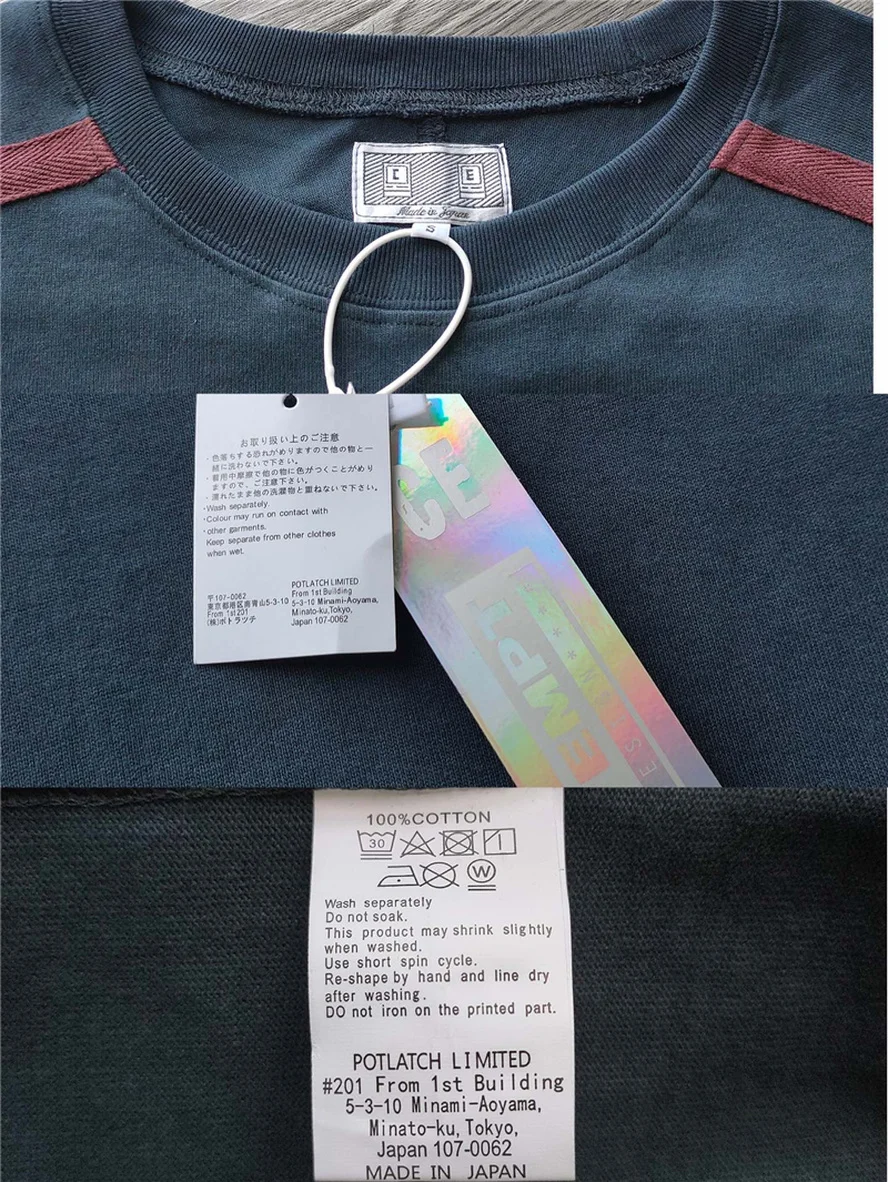 C E
Made in Japan
S
お取り扱い上のご注意
・色落ちする恐れがめりますので他の物と一
緒に洗わないで下さい。
・着用中摩擦で他の物に色がつくことがめり
ますので、ご注意下さい。
・濡れたまま他の洗濯物と重ねないで下さい。
・Wash separately.
・Colour may run on contact with
・other garments.
Keep separate from other clothes
when wet.
〒107-0062
東京都港区南青山5-3-10
From 1st 201
(株)ポトラツチ
POTLATCH LIMITED
From 1st Building
5-3-10 Minami-Aoyama,
Minato-ku,Tokyo,
Japan 107-0062
CE
EMPT
100%COTTON
30
W
Wash separately
Do not soak.
This product may shrink slightly
when washed.
Use short spin cycle.
Re-shape by hand and line dry
after washing.
DO not iron on the printed part.
POTLATCH LIMITED
#201 From 1st Building
5-3-10 Minami-Aoyama,
Minato-ku,Tokyo,
Japan 107-0062
MADE IN JAPAN